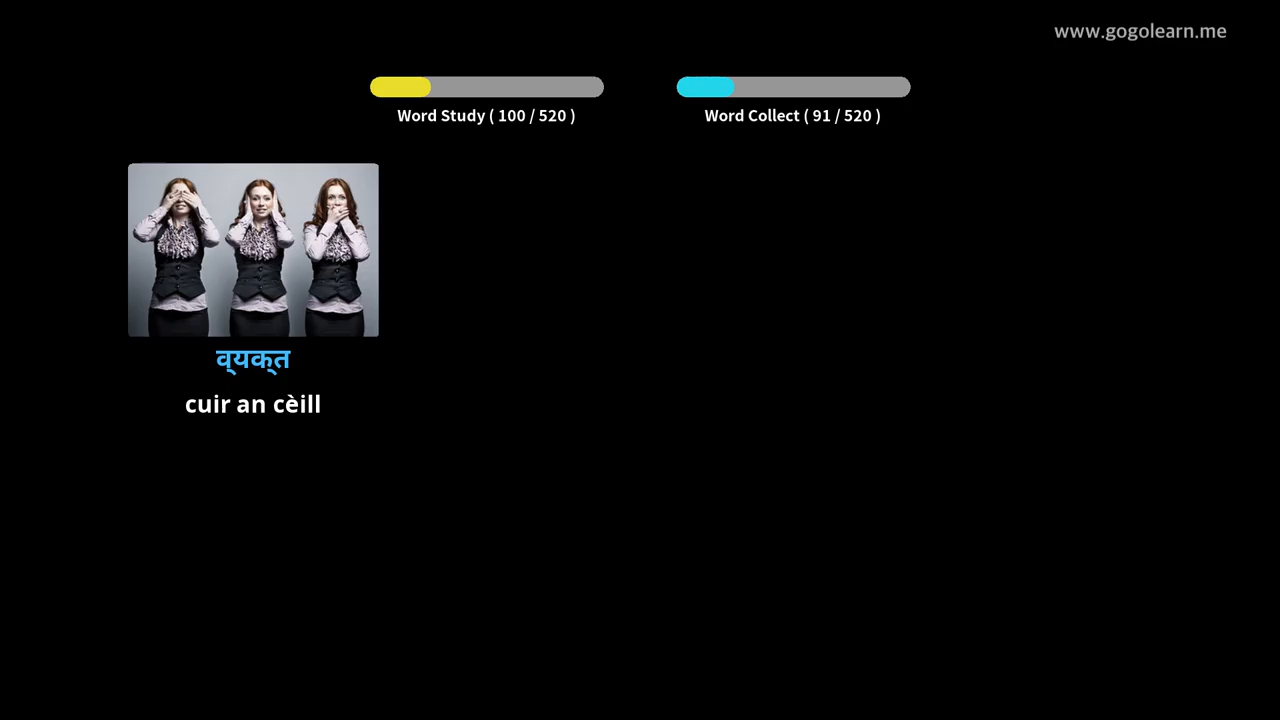 www.gogolearn.me
Word Study ( 100 / 520 )
Word Collect ( 91 / 520 )
व्‌यक्‌त
cuir an cèill